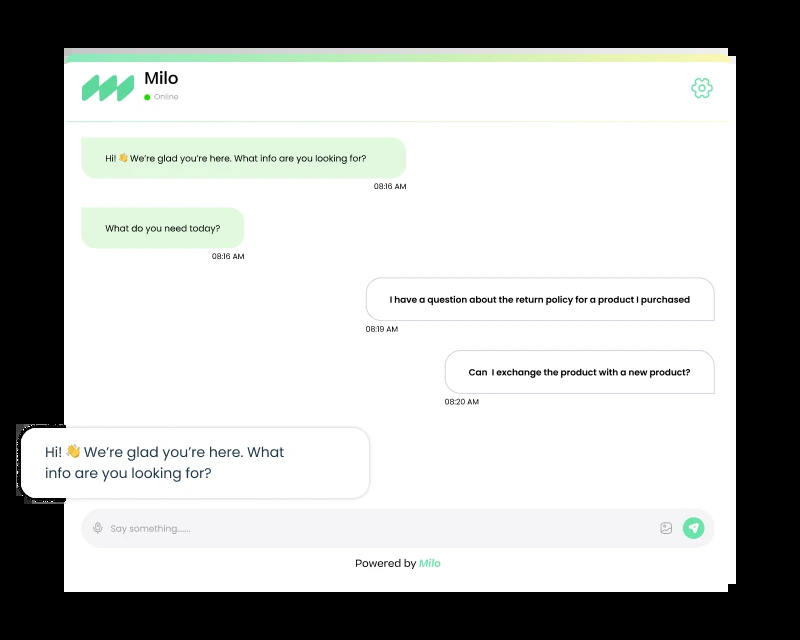 Milo
Online
Hi! 👋 We're glad you're here. What info are you looking for?
08:16 AM
What do you need today?
08:16 AM
I have a question about the return policy for a product I purchased
08:19 AM
Can I exchange the product with a new product?
08:20 AM
Hi! 👋 We're glad you're here. What
info are you looking for?
Say something......
Powered by Milo